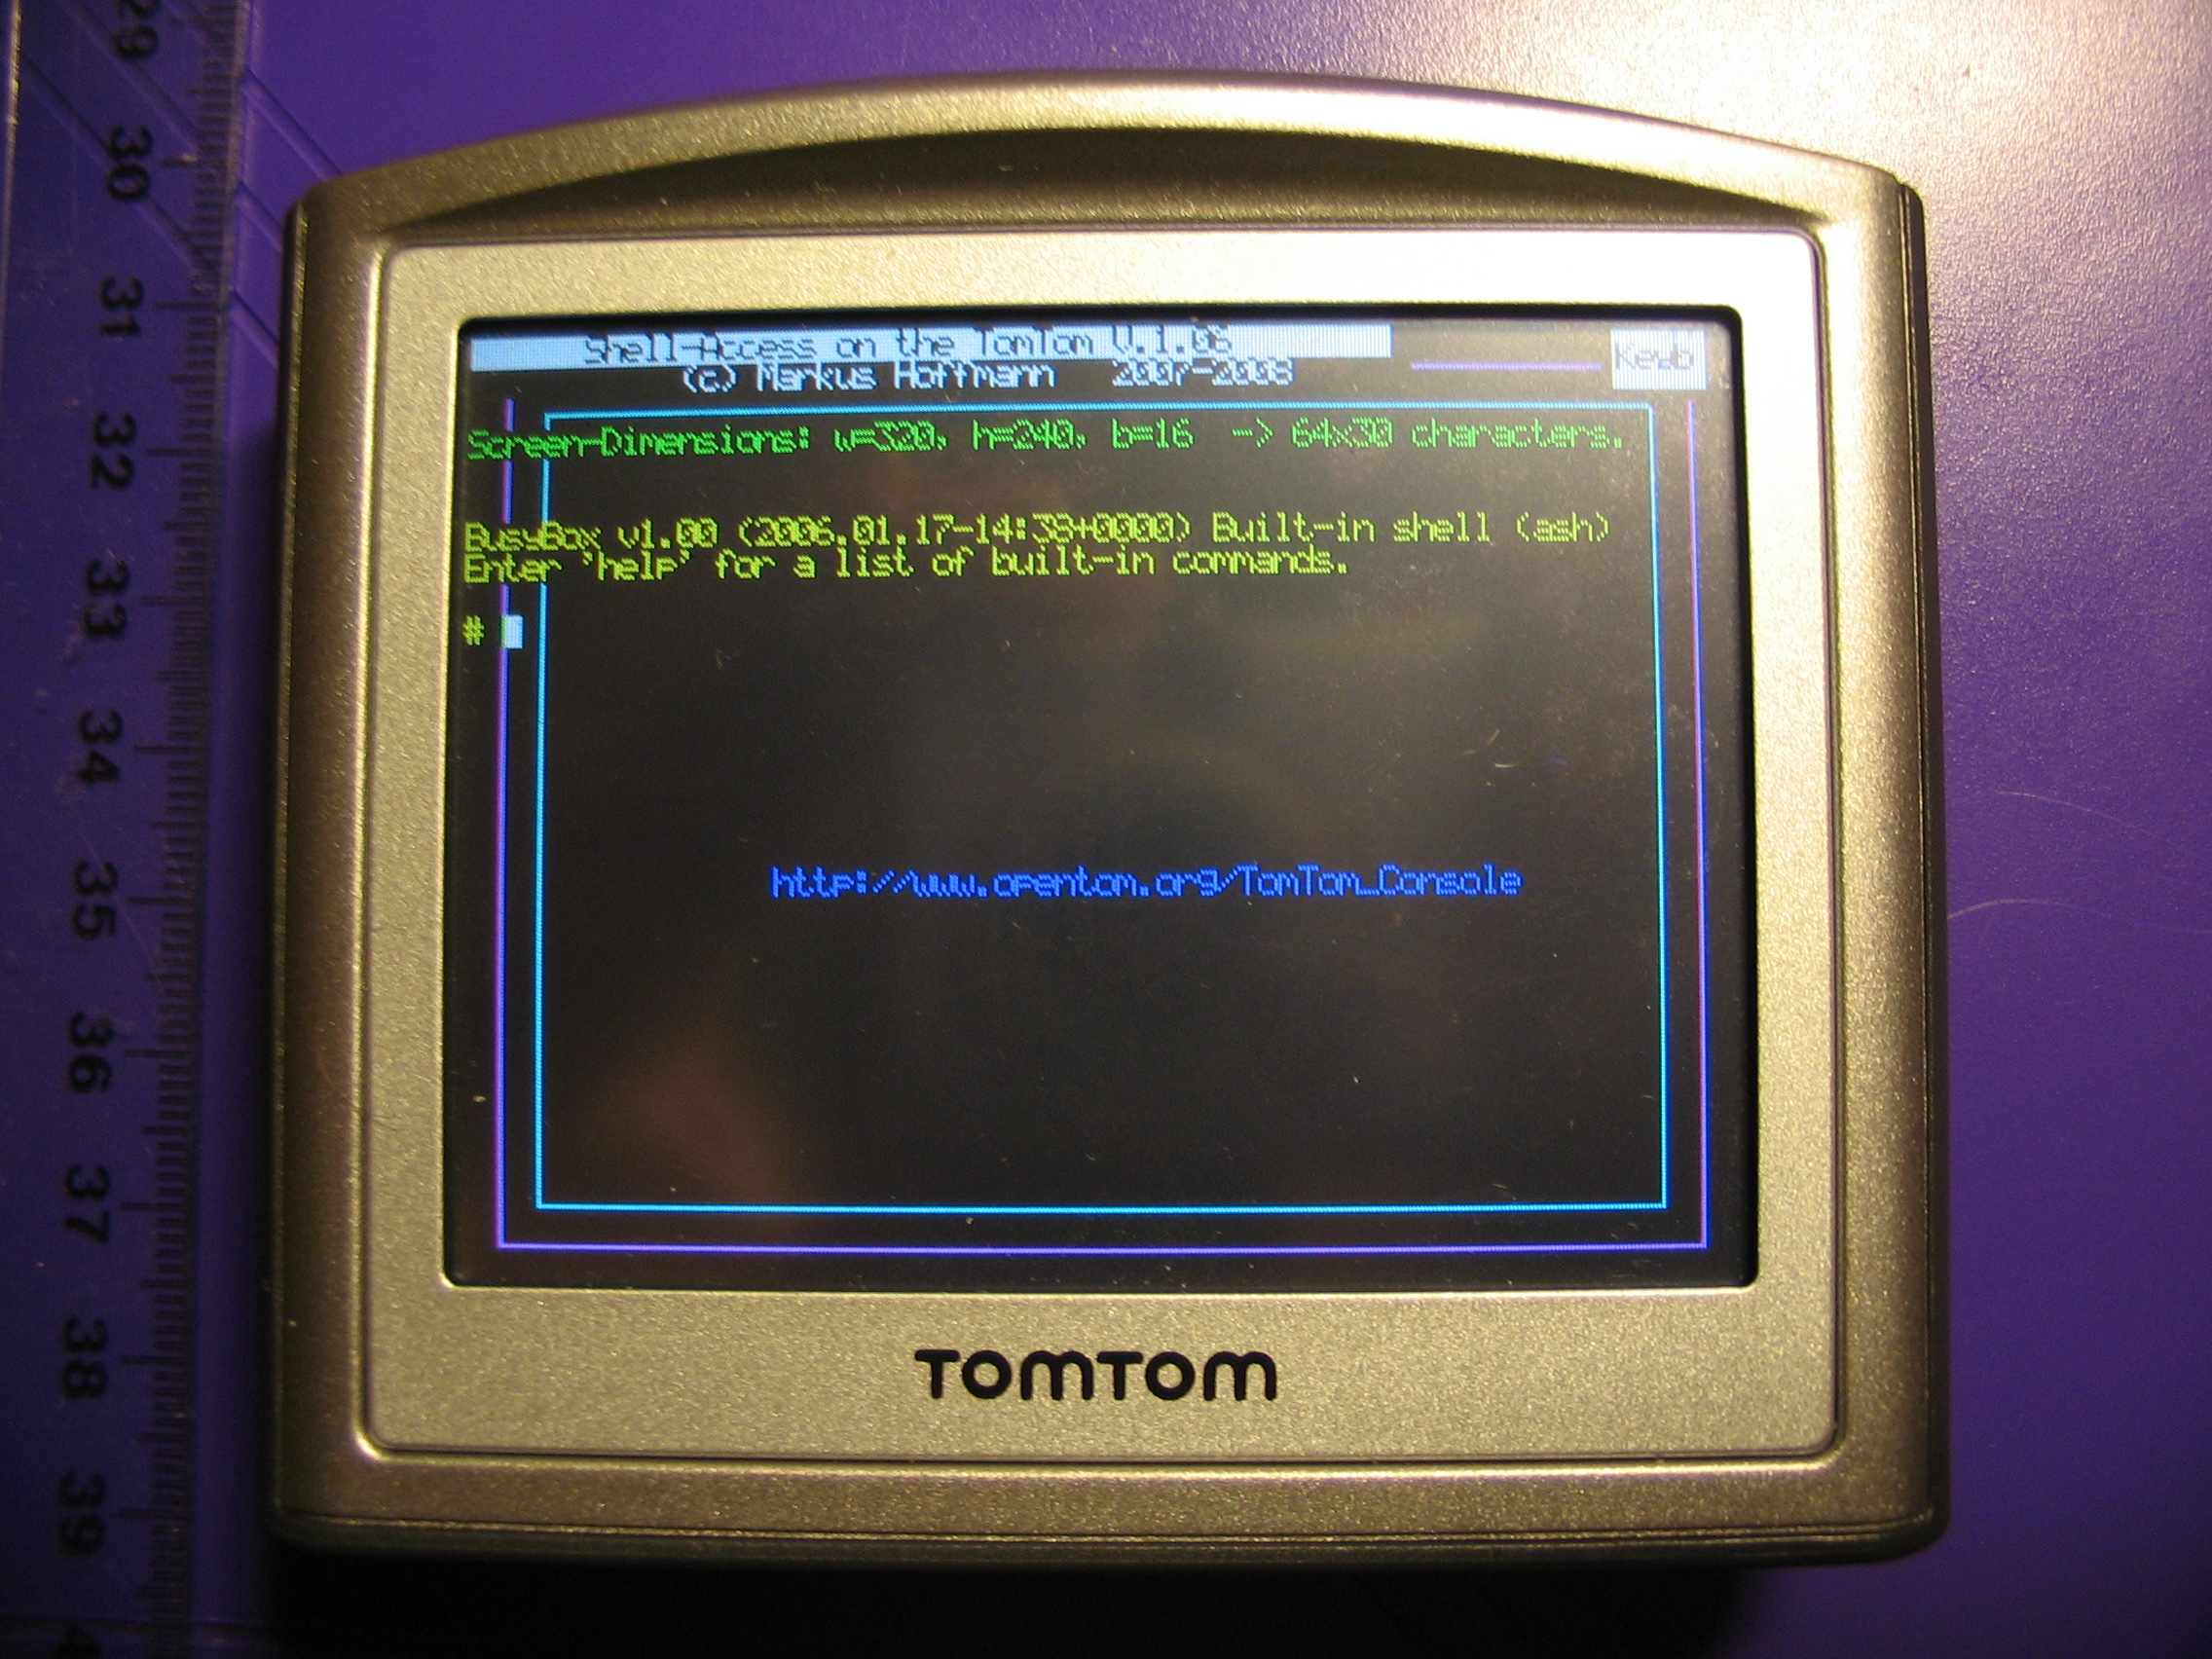 Shell-Access on the TomTom V.1.06
(c) Markus Hohmann 2007-2008
Keyb
Screen-Dimensions: w=320, h=240, b=16 -> 64x30 characters.
BusyBox v1.00 (2006.01.17-14:38+0000) Built-in shell (ash)
Enter 'help' for a list of built-in commands.
#
http://www.opentom.org/TomTom_Console
TOMTOM
39 38 37 36 35 34 33 32 31 30 29